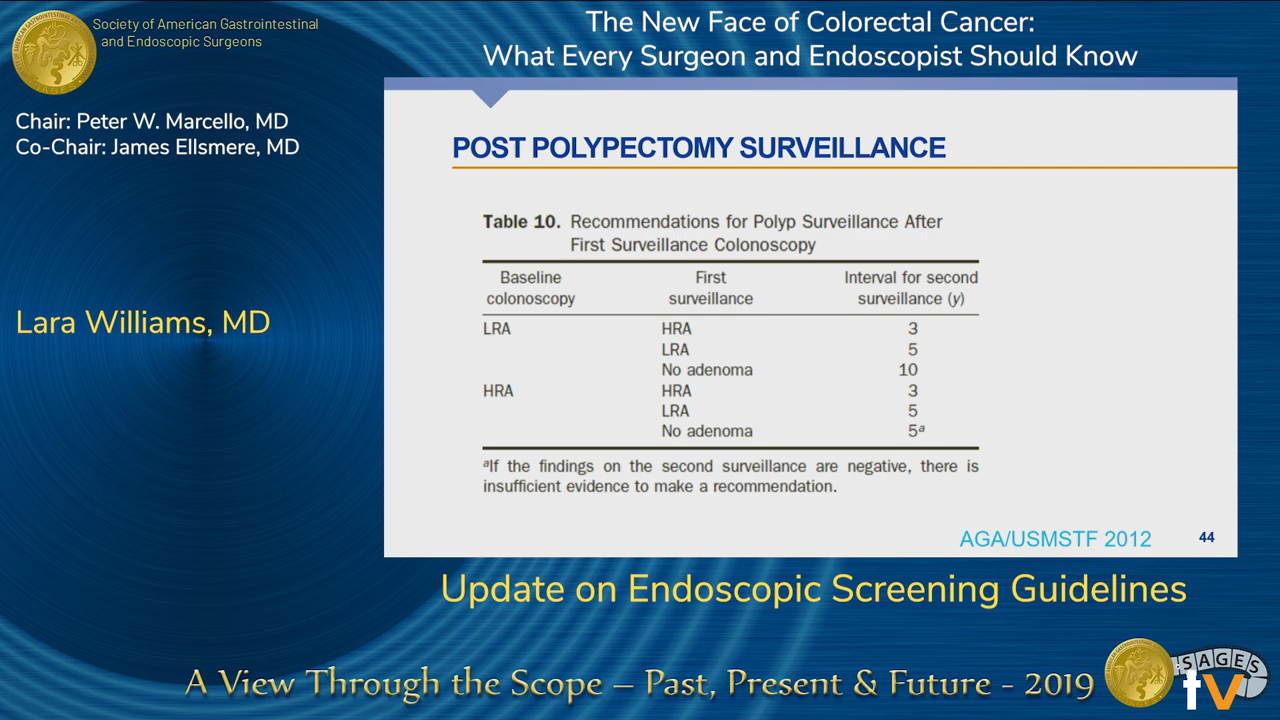 Society of American Gastrointestinal
and Endoscopic Surgeons
The New Face of Colorectal Cancer:
What Every Surgeon and Endoscopist Should Know
Chair: Peter W. Marcello, MD
Co-Chair: James Ellsmere, MD
Lara Williams, MD
POST POLYPECTOMY SURVEILLANCE
Table 10. Recommendations for Polyp Surveillance After
First Surveillance Colonoscopy
Baseline First Interval for second
colonoscopy surveillance surveillance (y)
LRA HRA 3
LRA 5
No adenoma 10
HRA HRA 3
LRA 5
No adenoma 5a
aIf the findings on the second surveillance are negative, there is
insufficient evidence to make a recommendation.
AGA/USMSTF 2012 44
Update on Endoscopic Screening Guidelines
A View Through the Scope – Past, Present & Future - 2019
SAGES
tv